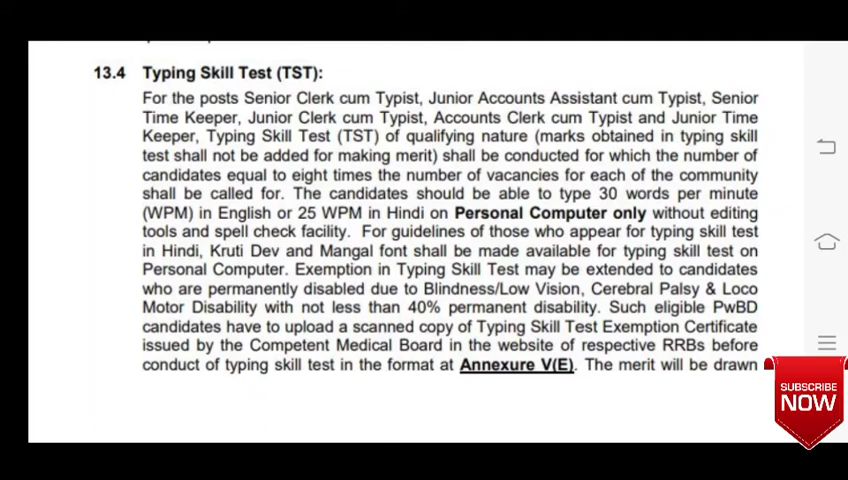 13.4 Typing Skill Test (TST):
For the posts Senior Clerk cum Typist, Junior Accounts Assistant cum Typist, Senior
Time Keeper, Junior Clerk cum Typist, Accounts Clerk cum Typist and Junior Time
Keeper, Typing Skill Test (TST) of qualifying nature (marks obtained in typing skill
test shall not be added for making merit) shall be conducted for which the number of
candidates equal to eight times the number of vacancies for each of the community
shall be called for. The candidates should be able to type 30 words per minute
(WPM) in English or 25 WPM in Hindi on Personal Computer only without editing
tools and spell check facility. For guidelines of those who appear for typing skill test
in Hindi, Kruti Dev and Mangal font shall be made available for typing skill test on
Personal Computer. Exemption in Typing Skill Test may be extended to candidates
who are permanently disabled due to Blindness/Low Vision, Cerebral Palsy & Loco
Motor Disability with not less than 40% permanent disability. Such eligible PwBD
candidates have to upload a scanned copy of Typing Skill Test Exemption Certificate
issued by the Competent Medical Board in the website of respective RRBs before
conduct of typing skill test in the format at Annexure V(E). The merit will be drawn
SUBSCRIBE
NOW